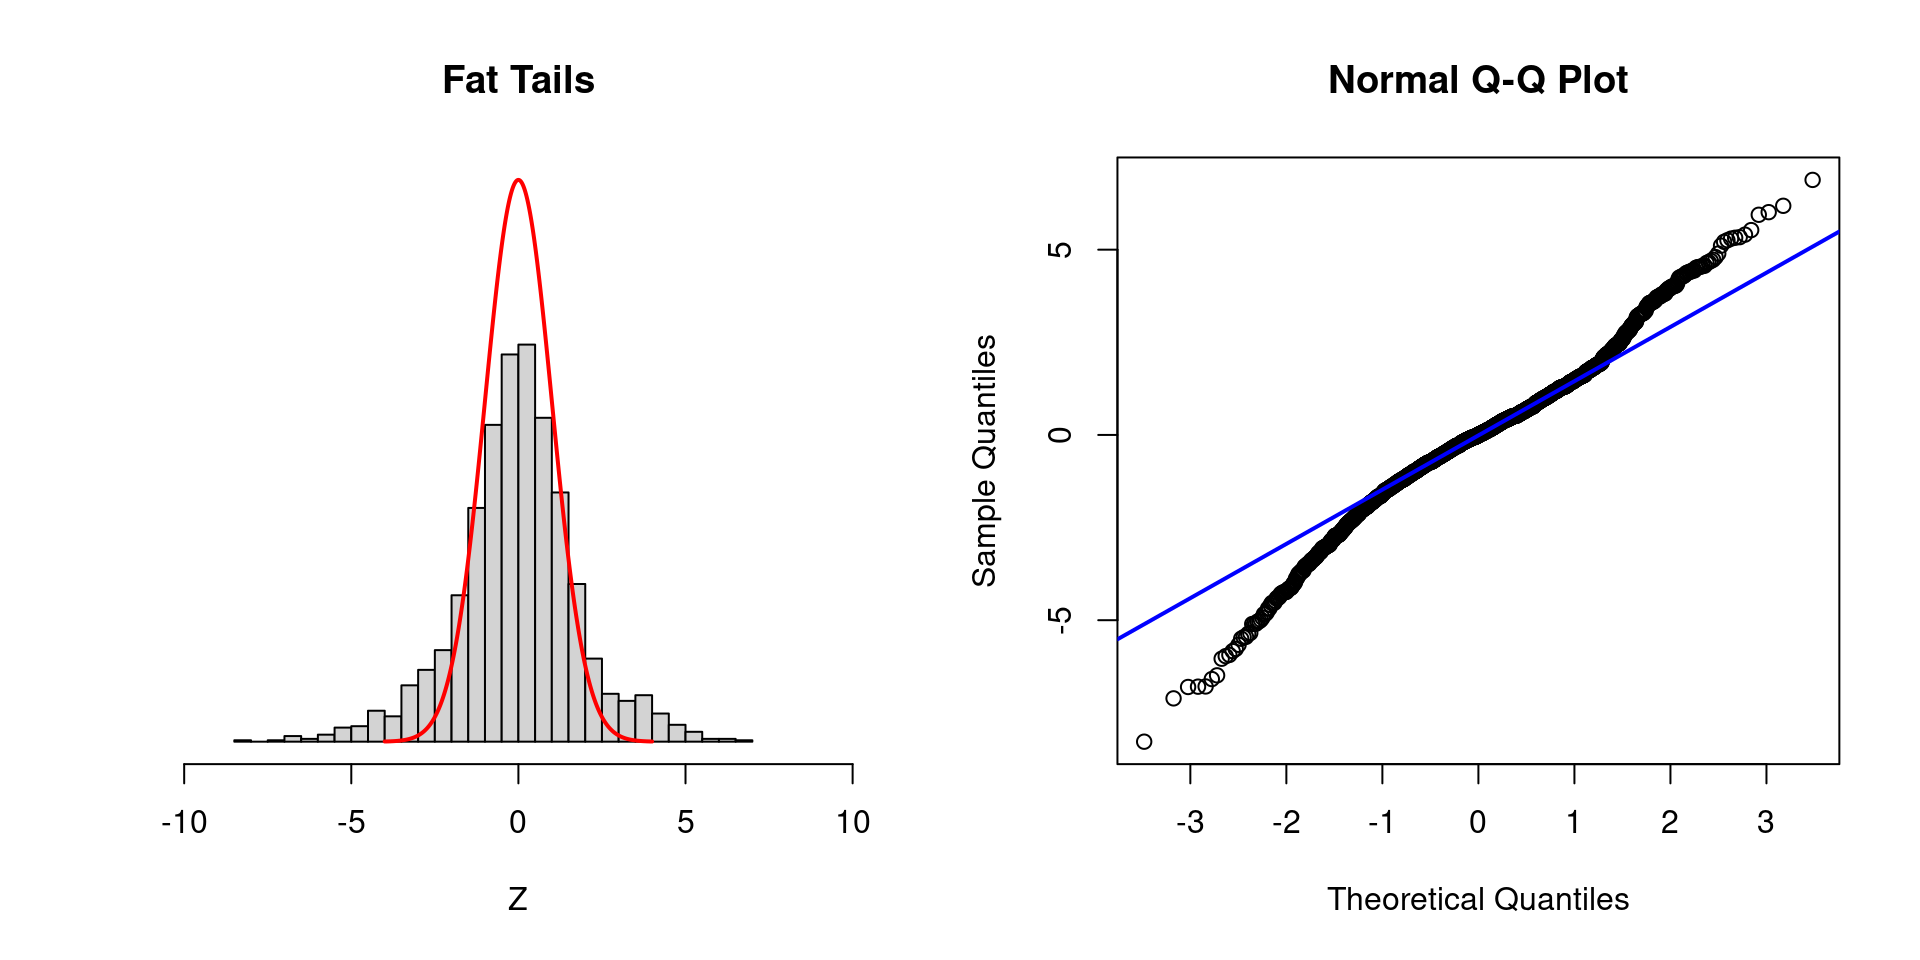 Fat Tails
-10 -5 0 5 10
Z
Normal Q-Q Plot
Sample Quantiles
5
0
-5
-3 -2 -1 0 1 2 3
Theoretical Quantiles